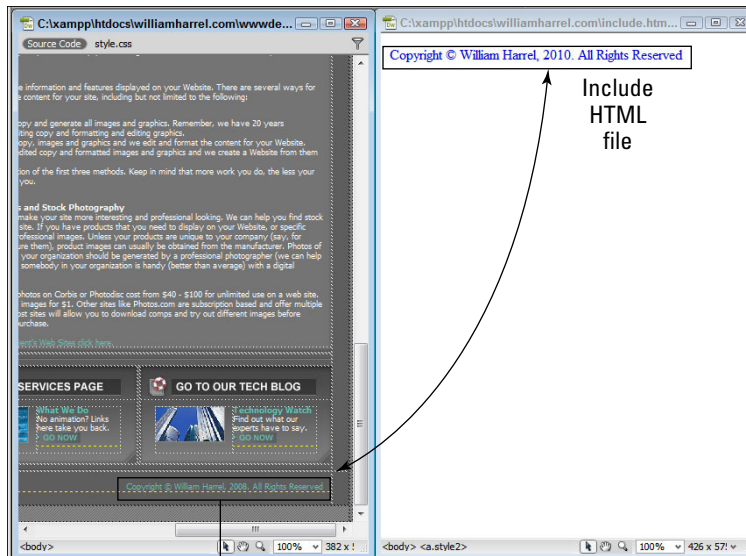 C:\xampp\htdocs\williamharrel.com\wwwde...
Source Code style.css
e information and features displayed on your Website. There are several ways for
e content for your site, including but not limited to the following:
opy and generate all images and graphics. Remember, we have 20 years
iting copy and formatting and editing graphics.
opy, images and graphics and we edit and format the content for your Website.
edited copy and formatted images and graphics and we create a Website from them
ion of the first three methods. Keep in mind that more work you do, the less your
you.
s and Stock Photography
make your site more interesting and professional looking. We can help you find stock
site. If you have products that you need to display on your Website, or specific
rofessional images. Unless your products are unique to your company (say, for
ure them), product images can usually be obtained from the manufacturer. Photos of
your organization should be generated by a professional photographer (we can help
somebody in your organization is handy (better than average) with a digital
photos on Corbis or Photodisc cost from $40 - $100 for unlimited use on a web site.
images for $1. Other sites like Photos.com are subscription based and offer multiple
ost sites will allow you to download comps and try out different images before
urchase.
ent's Web Sites click here.
SERVICES PAGE
What We Do
No animation? Links
here take you back.
> GO NOW
GO TO OUR TECH BLOG
Technology Watch
Find out what our
experts have to say.
> GO NOW
Copyright © William Harrel, 2008. All Rights Reserved
<body> 100% 382 x
C:\xampp\htdocs\williamharrel.com\include.htm...
Copyright © William Harrel, 2010. All Rights Reserved
Include
HTML
file
<body> <a.style2> 100% 426 x 57